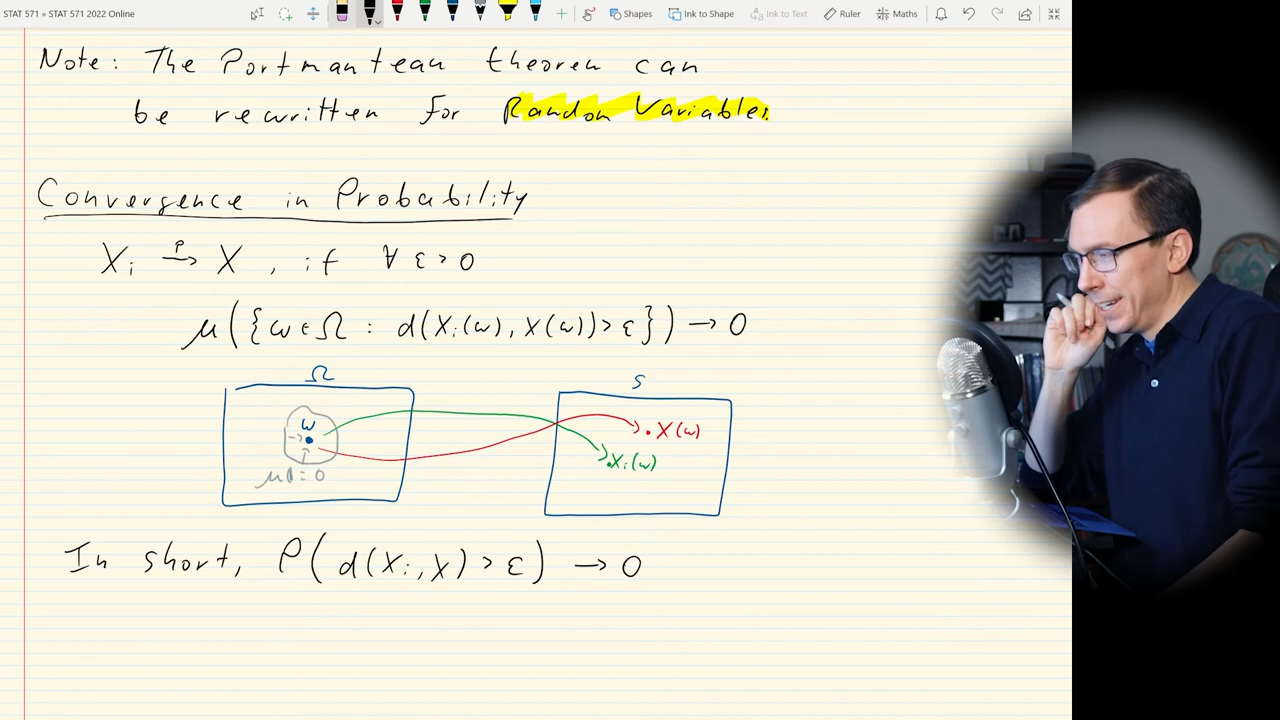 STAT 571 » STAT 571 2022 Online
Shapes Ink to Shape Ink to Text Ruler Maths
Note: The Portmanteau theorem can
be rewritten for Random Variables.
Convergence in Probability
Xᵢ →ᵖ X , if ∀ ε > 0
μ({ω ∈ Ω : d(Xᵢ(ω), X(ω)) > ε}) → 0
Ω S
ω
X(ω)
Xᵢ(ω)
In short, P(d(Xᵢ, X) > ε) → 0